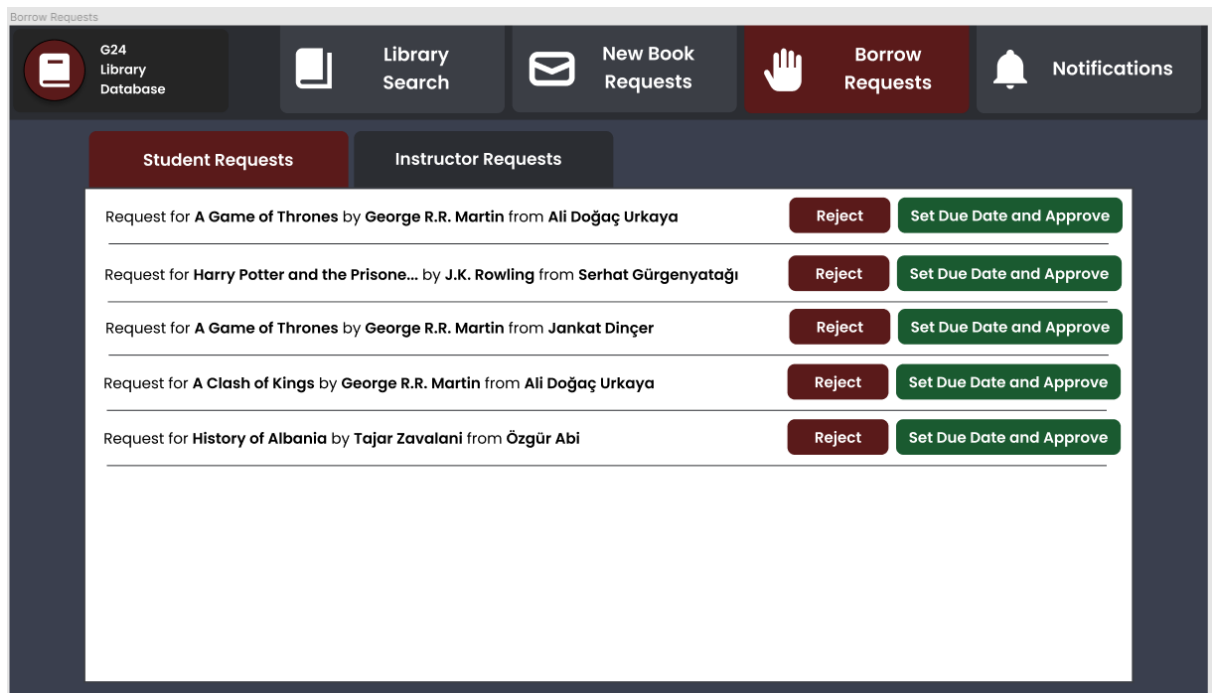 Borrow Requests
G24
Library
Database
Library
Search
New Book
Requests
Borrow
Requests
Notifications
Student Requests
Instructor Requests
Request for A Game of Thrones by George R.R. Martin from Ali Doğaç Urkaya
Reject
Set Due Date and Approve
Request for Harry Potter and the Prisone... by J.K. Rowling from Serhat Gürgenyatağı
Reject
Set Due Date and Approve
Request for A Game of Thrones by George R.R. Martin from Jankat Dinçer
Reject
Set Due Date and Approve
Request for A Clash of Kings by George R.R. Martin from Ali Doğaç Urkaya
Reject
Set Due Date and Approve
Request for History of Albania by Tajar Zavalani from Özgür Abi
Reject
Set Due Date and Approve